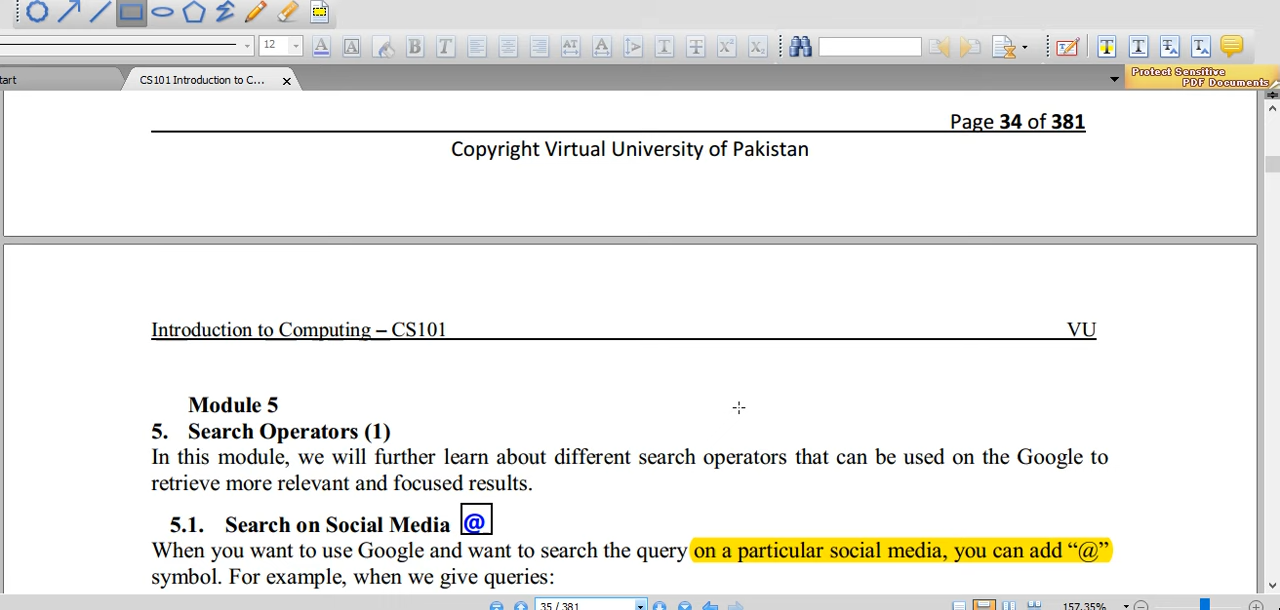 12
B T
T T X² X₂
T T
art
CS101 Introduction to C...
Protect Sensitive
PDF Documents
Page 34 of 381
Copyright Virtual University of Pakistan
Introduction to Computing – CS101 VU
Module 5
5. Search Operators (1)
In this module, we will further learn about different search operators that can be used on the Google to
retrieve more relevant and focused results.
5.1. Search on Social Media @
When you want to use Google and want to search the query on a particular social media, you can add “@”
symbol. For example, when we give queries:
35 / 381
157.35%